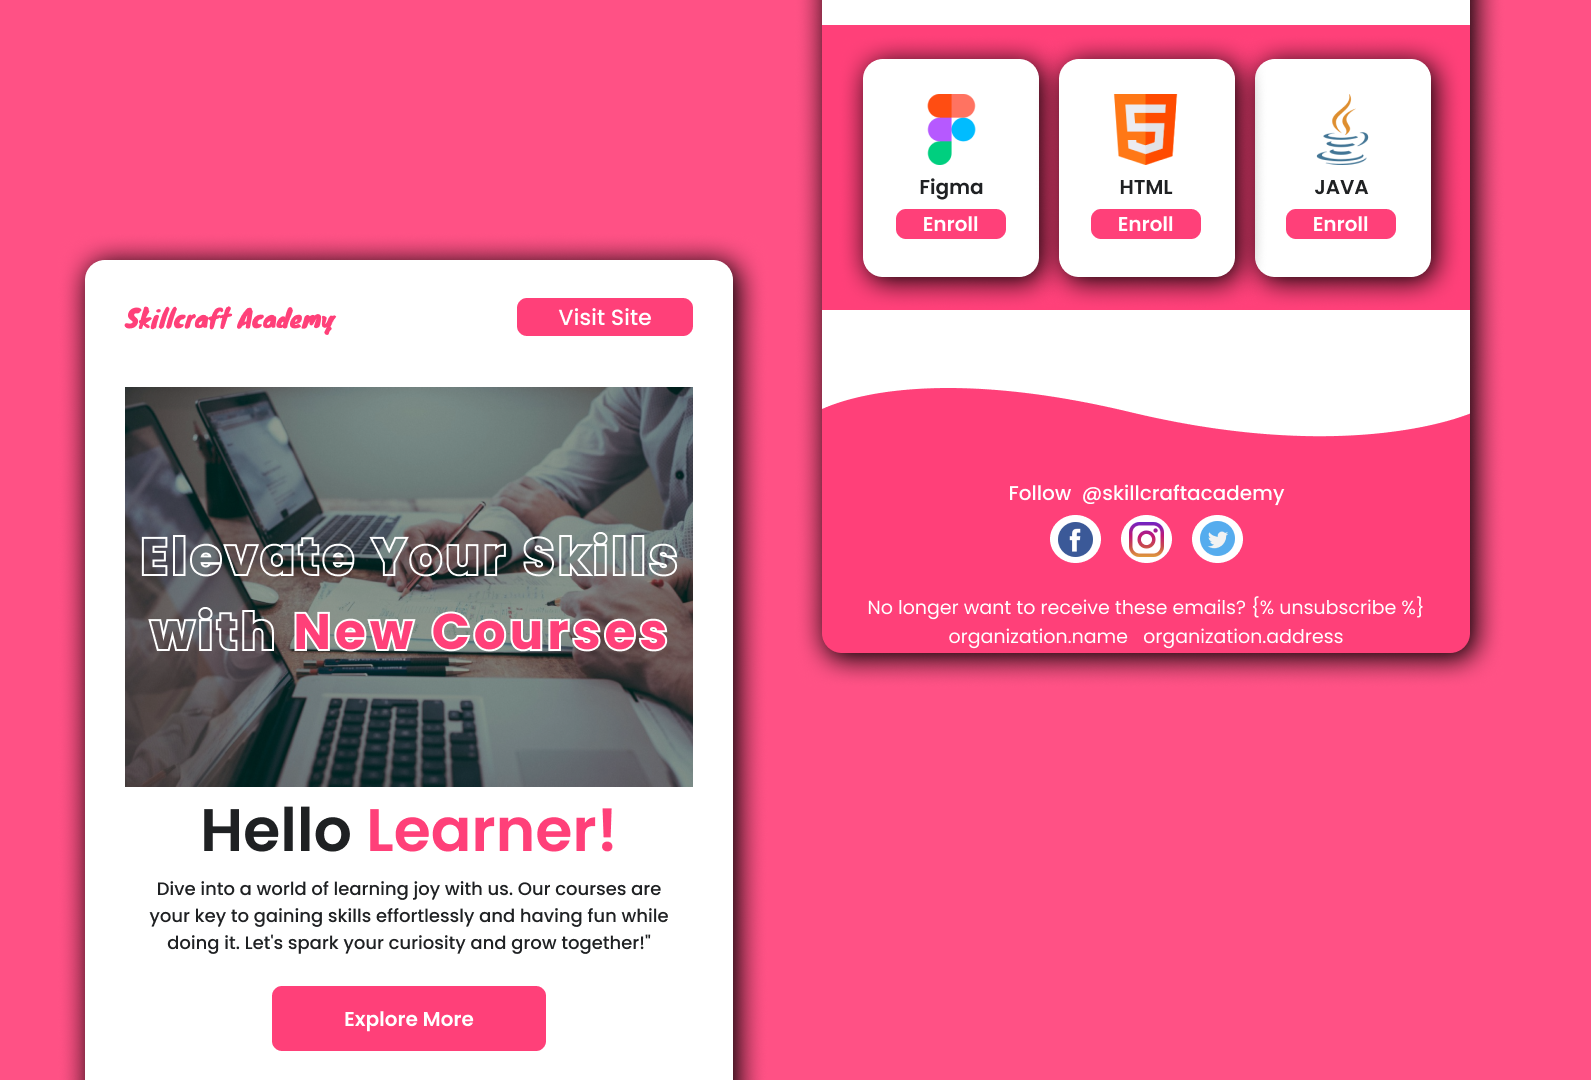 Skillcraft Academy
Visit Site
Elevate Your Skills
with New Courses
Hello Learner!
Dive into a world of learning joy with us. Our courses are
your key to gaining skills effortlessly and having fun while
doing it. Let's spark your curiosity and grow together!"
Explore More
Figma
Enroll
HTML
Enroll
JAVA
Enroll
Follow @skillcraftacademy
No longer want to receive these emails? {% unsubscribe %}
organization.name organization.address